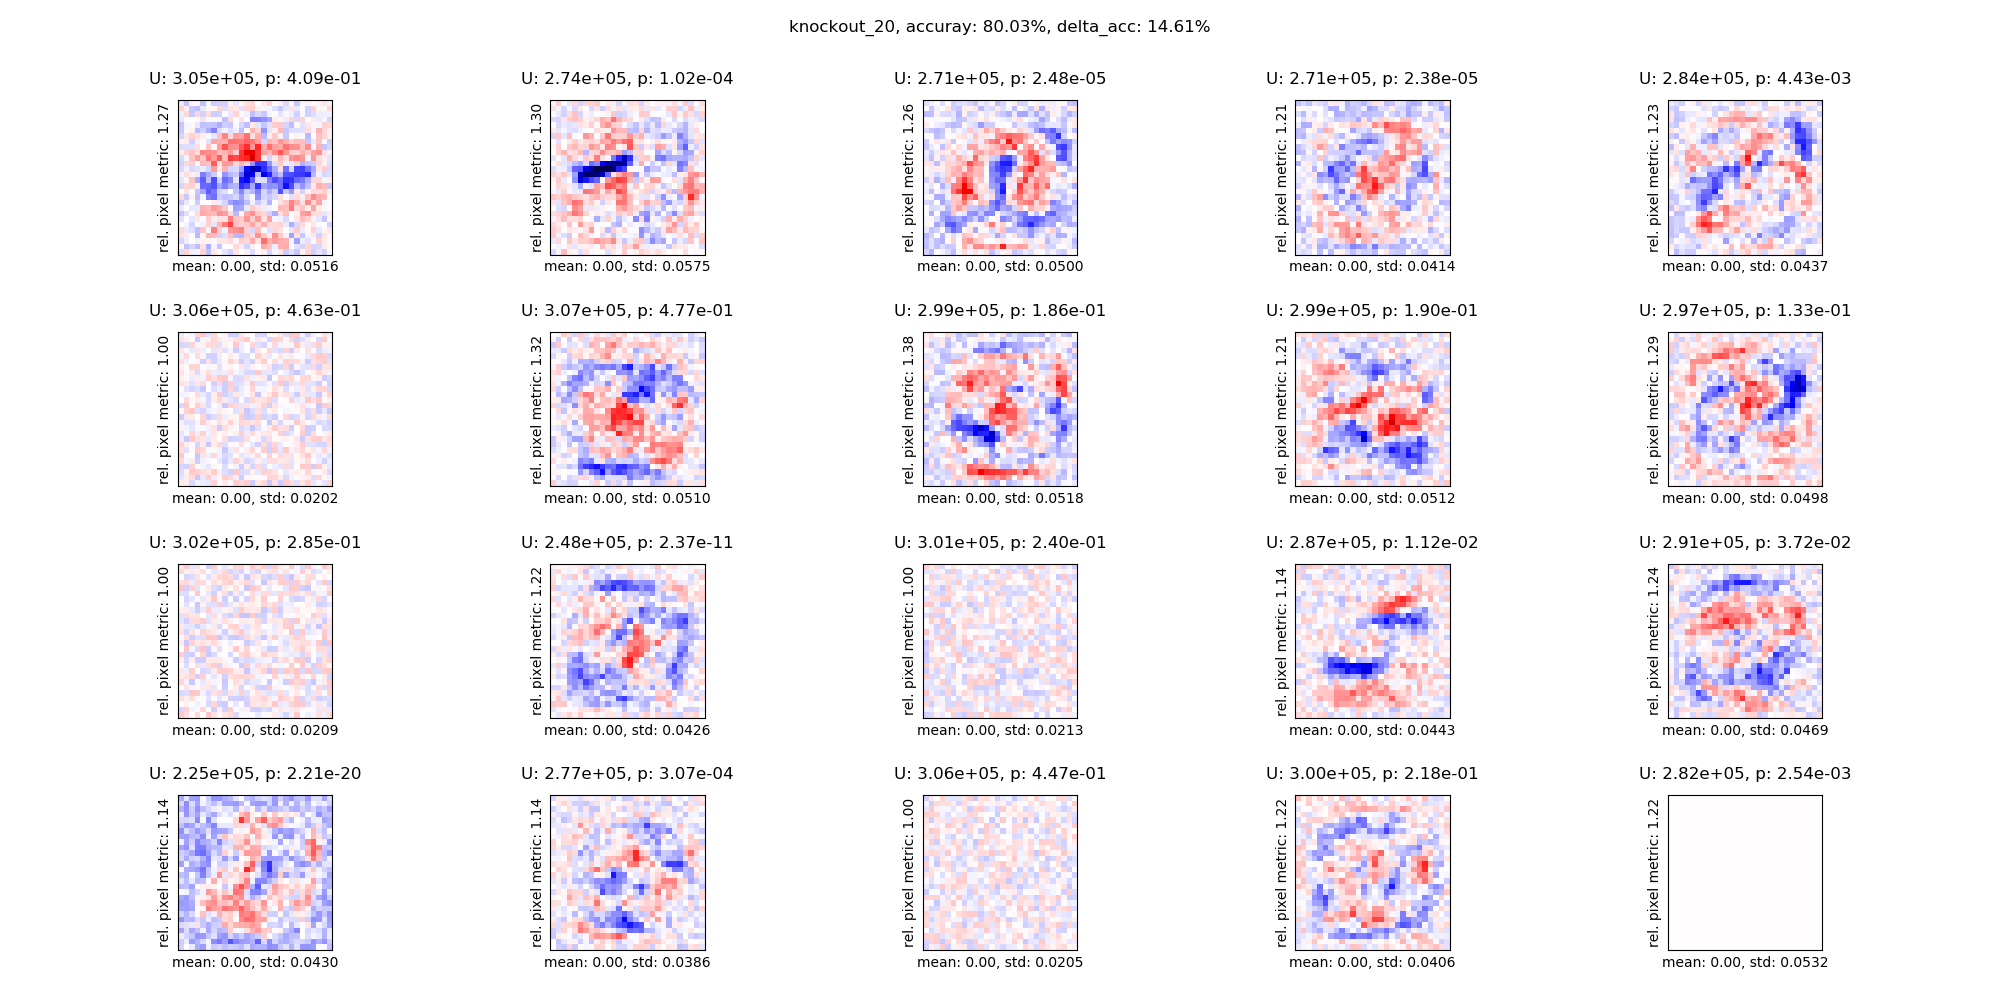 knockout_20, accuray: 80.03%, delta_acc: 14.61%
U: 3.05e+05, p: 4.09e-01
rel. pixel metric: 1.27
mean: 0.00, std: 0.0516
U: 2.74e+05, p: 1.02e-04
rel. pixel metric: 1.30
mean: 0.00, std: 0.0575
U: 2.71e+05, p: 2.48e-05
rel. pixel metric: 1.26
mean: 0.00, std: 0.0500
U: 2.71e+05, p: 2.38e-05
rel. pixel metric: 1.21
mean: 0.00, std: 0.0414
U: 2.84e+05, p: 4.43e-03
rel. pixel metric: 1.23
mean: 0.00, std: 0.0437
U: 3.06e+05, p: 4.63e-01
rel. pixel metric: 1.00
mean: 0.00, std: 0.0202
U: 3.07e+05, p: 4.77e-01
rel. pixel metric: 1.32
mean: 0.00, std: 0.0510
U: 2.99e+05, p: 1.86e-01
rel. pixel metric: 1.38
mean: 0.00, std: 0.0518
U: 2.99e+05, p: 1.90e-01
rel. pixel metric: 1.21
mean: 0.00, std: 0.0512
U: 2.97e+05, p: 1.33e-01
rel. pixel metric: 1.29
mean: 0.00, std: 0.0498
U: 3.02e+05, p: 2.85e-01
rel. pixel metric: 1.00
mean: 0.00, std: 0.0209
U: 2.48e+05, p: 2.37e-11
rel. pixel metric: 1.22
mean: 0.00, std: 0.0426
U: 3.01e+05, p: 2.40e-01
rel. pixel metric: 1.00
mean: 0.00, std: 0.0213
U: 2.87e+05, p: 1.12e-02
rel. pixel metric: 1.14
mean: 0.00, std: 0.0443
U: 2.91e+05, p: 3.72e-02
rel. pixel metric: 1.24
mean: 0.00, std: 0.0469
U: 2.25e+05, p: 2.21e-20
rel. pixel metric: 1.14
mean: 0.00, std: 0.0430
U: 2.77e+05, p: 3.07e-04
rel. pixel metric: 1.14
mean: 0.00, std: 0.0386
U: 3.06e+05, p: 4.47e-01
rel. pixel metric: 1.00
mean: 0.00, std: 0.0205
U: 3.00e+05, p: 2.18e-01
rel. pixel metric: 1.22
mean: 0.00, std: 0.0406
U: 2.82e+05, p: 2.54e-03
rel. pixel metric: 1.22
mean: 0.00, std: 0.0532